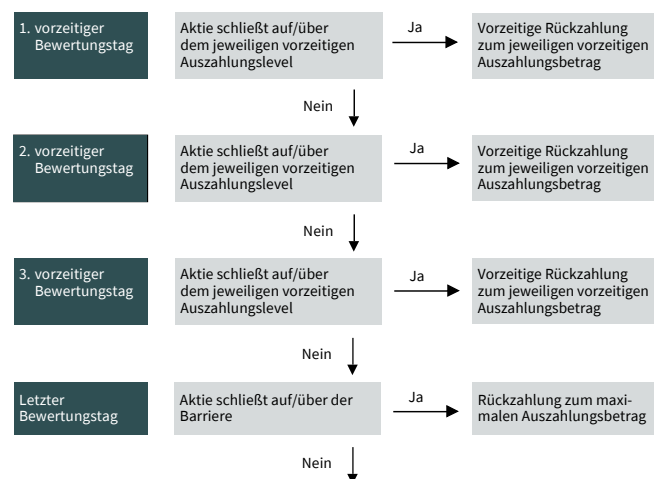 1. vorzeitiger
Bewertungstag
Aktie schließt auf/über
dem jeweiligen vorzeitigen
Auszahlungslevel
Ja
Vorzeitige Rückzahlung
zum jeweiligen vorzeitigen
Auszahlungsbetrag
Nein
2. vorzeitiger
Bewertungstag
Aktie schließt auf/über
dem jeweiligen vorzeitigen
Auszahlungslevel
Ja
Vorzeitige Rückzahlung
zum jeweiligen vorzeitigen
Auszahlungsbetrag
Nein
3. vorzeitiger
Bewertungstag
Aktie schließt auf/über
dem jeweiligen vorzeitigen
Auszahlungslevel
Ja
Vorzeitige Rückzahlung
zum jeweiligen vorzeitigen
Auszahlungsbetrag
Nein
Letzter
Bewertungstag
Aktie schließt auf/über der
Barriere
Ja
Rückzahlung zum maxi-
malen Auszahlungsbetrag
Nein